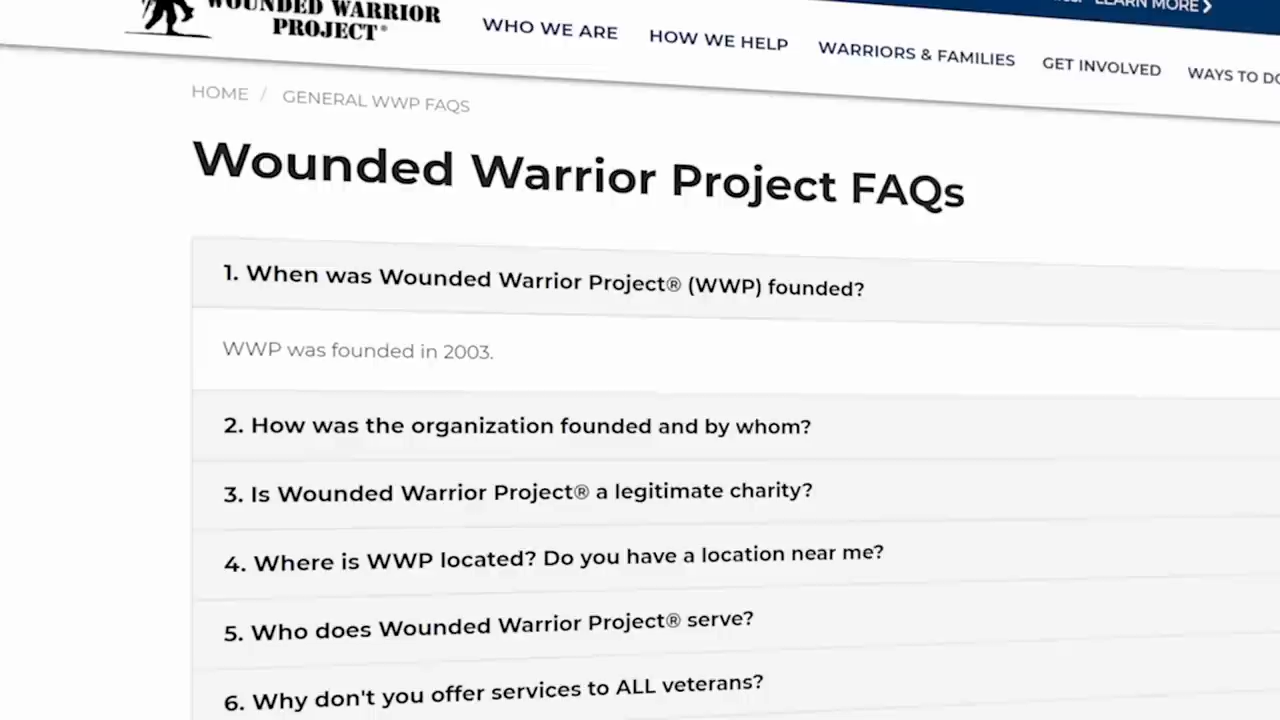 LEARN MORE
WOUNDED WARRIOR
PROJECT®
WHO WE ARE
HOW WE HELP
WARRIORS & FAMILIES
GET INVOLVED
WAYS TO DO
HOME / GENERAL WWP FAQS
Wounded Warrior Project FAQs
1. When was Wounded Warrior Project® (WWP) founded?
WWP was founded in 2003.
2. How was the organization founded and by whom?
3. Is Wounded Warrior Project® a legitimate charity?
4. Where is WWP located? Do you have a location near me?
5. Who does Wounded Warrior Project® serve?
6. Why don't you offer services to ALL veterans?